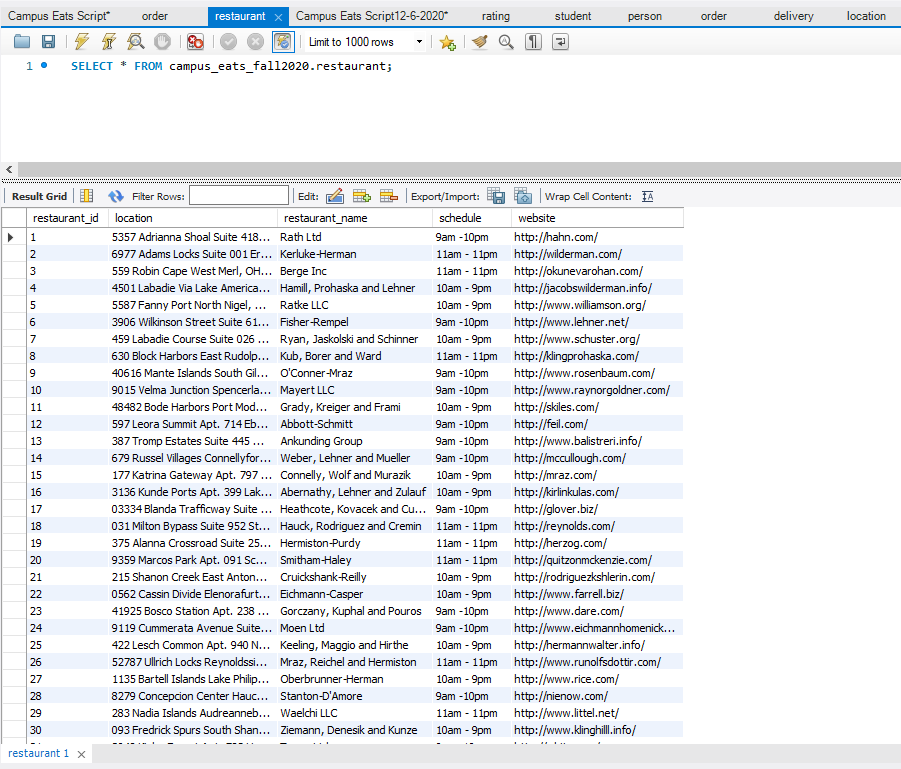 Campus Eats Script* order restaurant Campus Eats Script12-6-2020* rating student person order delivery location
Limit to 1000 rows
1 SELECT * FROM campus_eats_fall2020.restaurant;
Result Grid Filter Rows: Edit: Export/Import: Wrap Cell Content:
restaurant_id location restaurant_name schedule website
1 5357 Adrianna Shoal Suite 418... Rath Ltd 9am -10pm http://hahn.com/
2 6977 Adams Locks Suite 001 Er... Kerluke-Herman 11am - 11pm http://wilderman.com/
3 559 Robin Cape West Merl, OH... Berge Inc 11am - 11pm http://okunevarohan.com/
4 4501 Labadie Via Lake America... Hamill, Prohaska and Lehner 10am - 9pm http://jacobswilderman.info/
5 5587 Fanny Port North Nigel, ... Ratke LLC 10am - 9pm http://www.williamson.org/
6 3906 Wilkinson Street Suite 61... Fisher-Rempel 9am -10pm http://www.lehner.net/
7 459 Labadie Course Suite 026 ... Ryan, Jaskolski and Schinner 10am - 9pm http://www.schuster.org/
8 630 Block Harbors East Rudolp... Kub, Borer and Ward 11am - 11pm http://klingprohaska.com/
9 40616 Mante Islands South Gil... O'Conner-Mraz 9am -10pm http://www.rosenbaum.com/
10 9015 Velma Junction Spencerla... Mayert LLC 9am -10pm http://www.raynorgoldner.com/
11 48482 Bode Harbors Port Mod... Grady, Kreiger and Frami 10am - 9pm http://skiles.com/
12 597 Leora Summit Apt. 714 Eb... Abbott-Schmitt 9am -10pm http://feil.com/
13 387 Tromp Estates Suite 445 ... Ankunding Group 9am -10pm http://www.balistreri.info/
14 679 Russel Villages Connellyfor... Weber, Lehner and Mueller 9am -10pm http://mccullough.com/
15 177 Katrina Gateway Apt. 797 ... Connelly, Wolf and Murazik 10am - 9pm http://mraz.com/
16 3136 Kunde Ports Apt. 399 Lak... Abernathy, Lehner and Zulauf 10am - 9pm http://kirlinkulas.com/
17 03334 Blanda Trafficway Suite ... Heathcote, Kovacek and Cu... 9am -10pm http://glover.biz/
18 031 Milton Bypass Suite 952 St... Hauck, Rodriguez and Cremin 11am - 11pm http://reynolds.com/
19 375 Alanna Crossroad Suite 25... Hermiston-Purdy 11am - 11pm http://herzog.com/
20 9359 Marcos Park Apt. 091 Sc... Smitham-Haley 11am - 11pm http://quitzonmckenzie.com/
21 215 Shanon Creek East Anton... Cruickshank-Reilly 10am - 9pm http://rodriguezkshlerin.com/
22 0562 Cassin Divide Elenorafurt... Eichmann-Casper 10am - 9pm http://www.farrell.biz/
23 41925 Bosco Station Apt. 238 ... Gorczany, Kuphal and Pouros 9am -10pm http://www.dare.com/
24 9119 Cummerata Avenue Suite... Moen Ltd 9am -10pm http://www.eichmannhomenick...
25 422 Lesch Common Apt. 940 N... Keeling, Maggio and Hirthe 10am - 9pm http://hermannwalter.info/
26 52787 Ullrich Locks Reynoldssi... Mraz, Reichel and Hermiston 11am - 11pm http://www.runolfsdottir.com/
27 1135 Bartell Islands Lake Philip... Oberbrunner-Herman 10am - 9pm http://www.rice.com/
28 8279 Concepcion Center Hauc... Stanton-D'Amore 9am -10pm http://nienow.com/
29 283 Nadia Islands Audreanneb... Waelchi LLC 11am - 11pm http://www.littel.net/
30 093 Fredrick Spurs South Shan... Ziemann, Denesik and Kunze 10am - 9pm http://www.klinghilll.info/
restaurant 1